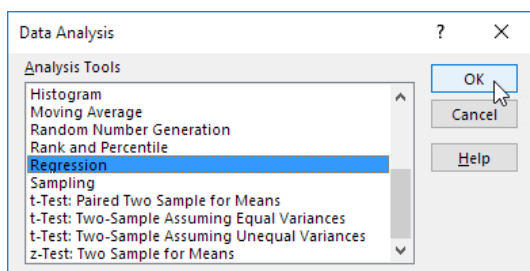 Data Analysis ? X
Analysis Tools
Histogram
Moving Average
Random Number Generation
Rank and Percentile
Regression
Sampling
t-Test: Paired Two Sample for Means
t-Test: Two-Sample Assuming Equal Variances
t-Test: Two-Sample Assuming Unequal Variances
z-Test: Two Sample for Means
OK
Cancel
Help